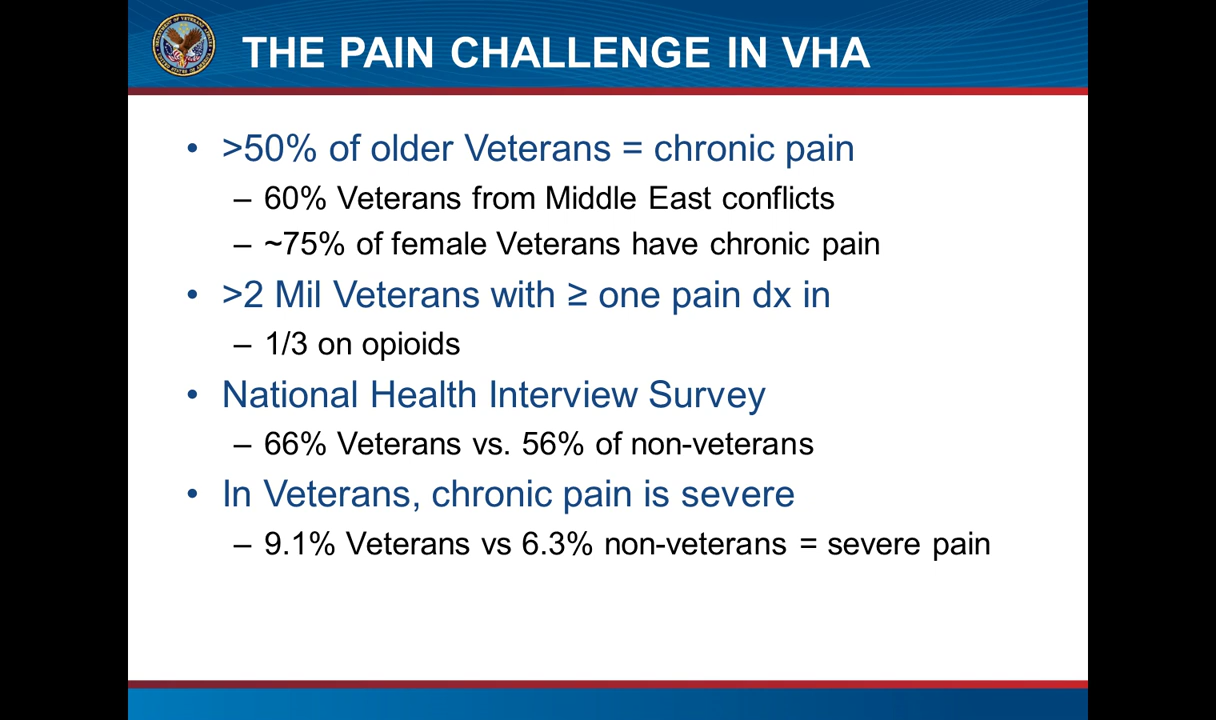 THE PAIN CHALLENGE IN VHA
• >50% of older Veterans = chronic pain
– 60% Veterans from Middle East conflicts
– ~75% of female Veterans have chronic pain
• >2 Mil Veterans with ≥ one pain dx in
– 1/3 on opioids
• National Health Interview Survey
– 66% Veterans vs. 56% of non-veterans
• In Veterans, chronic pain is severe
– 9.1% Veterans vs 6.3% non-veterans = severe pain